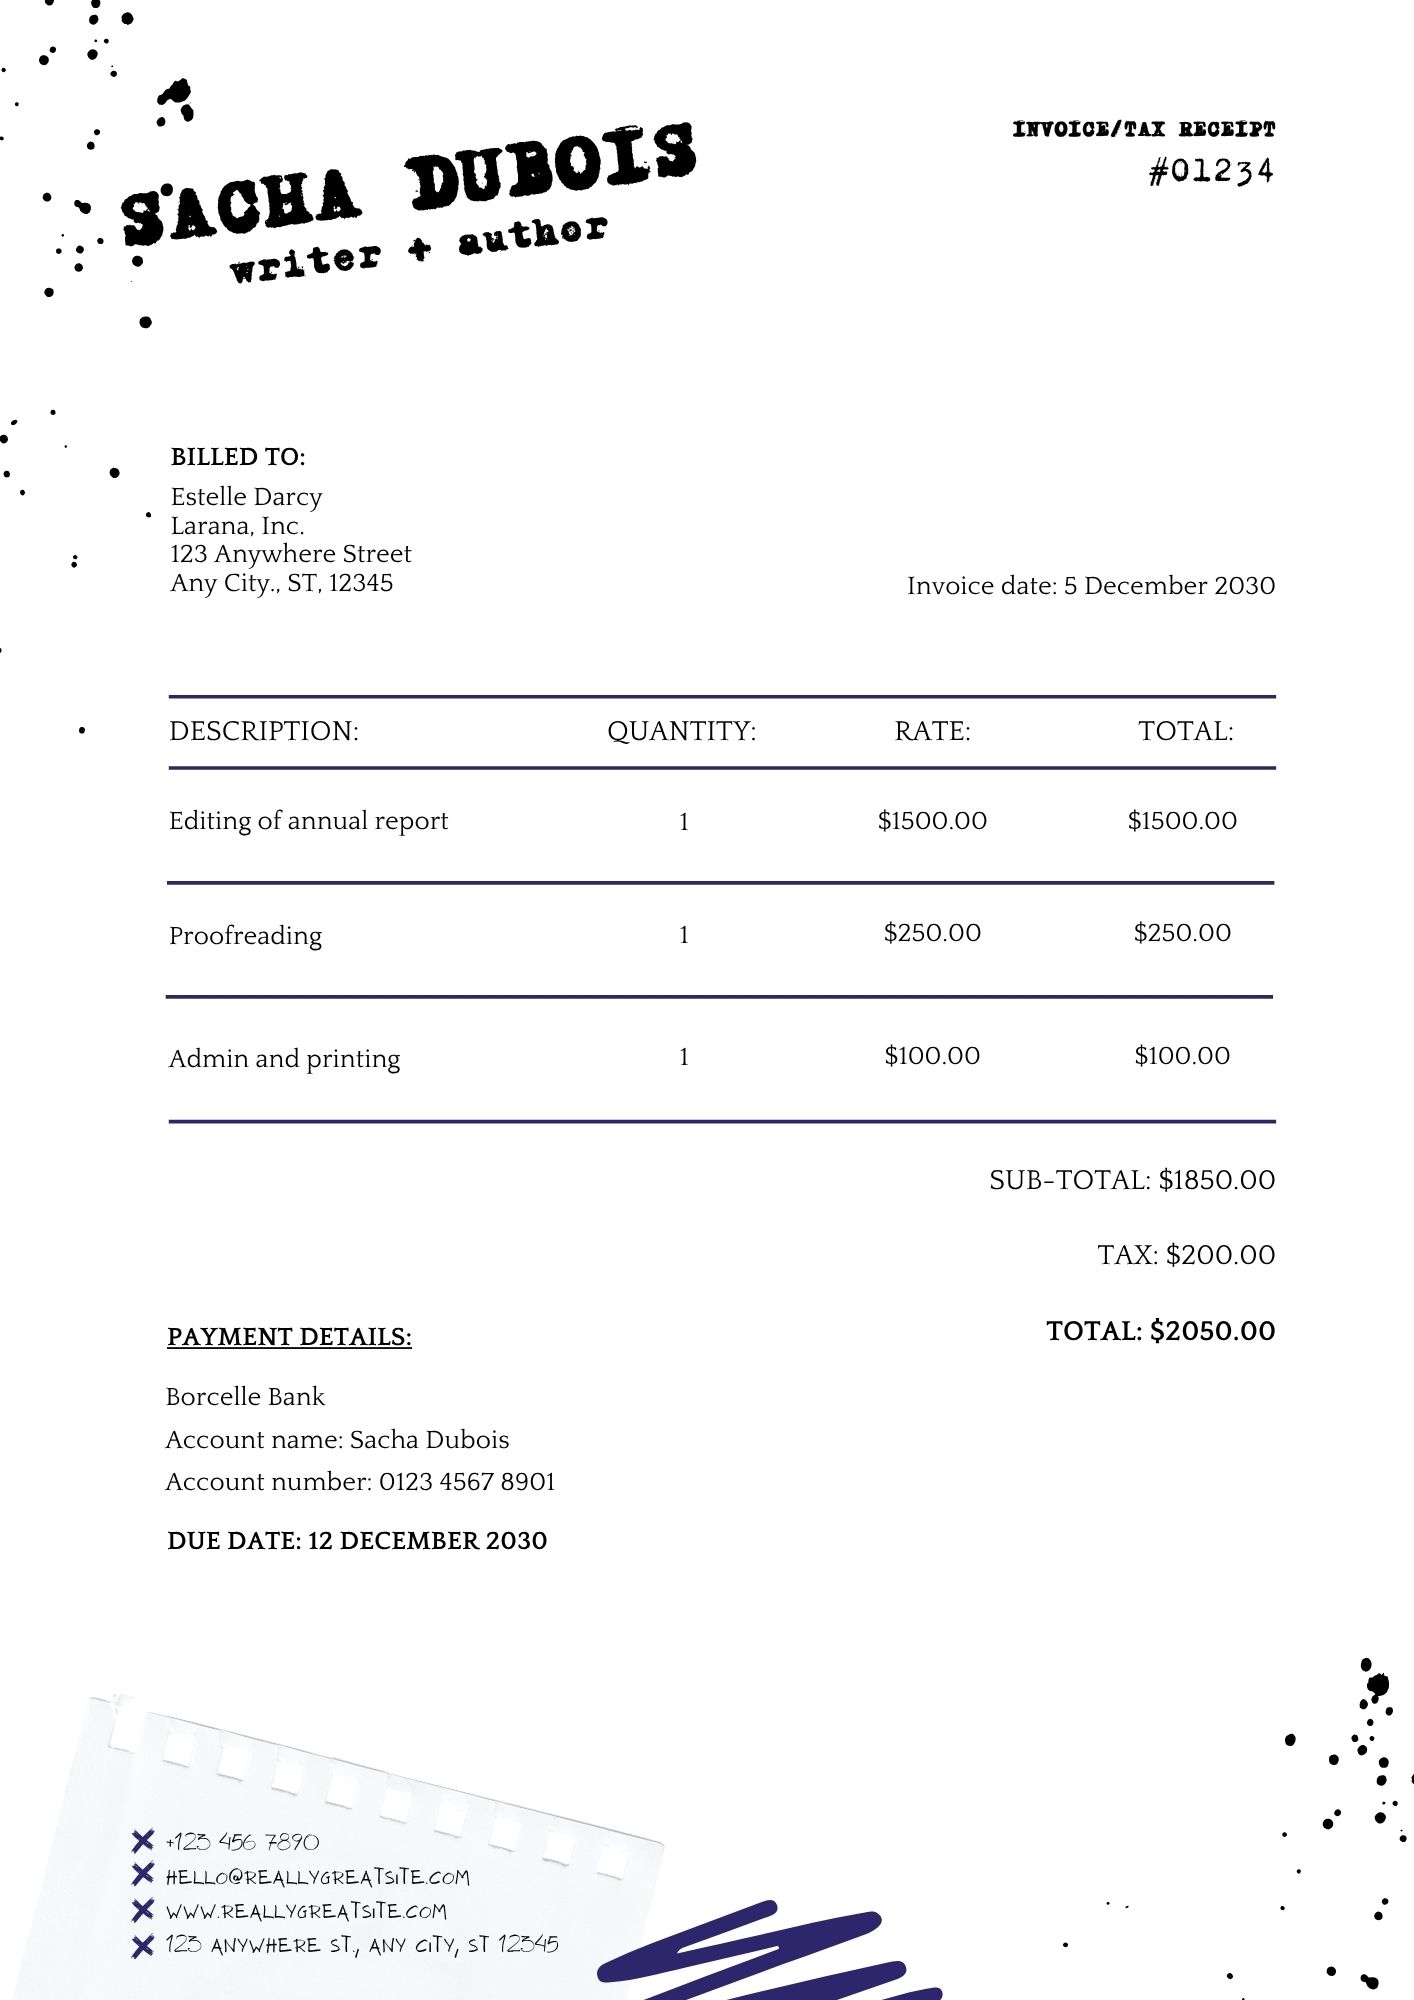 SACHA DUBOIS
writer + author
INVOICE/TAX RECEIPT
#01234
BILLED TO:
Estelle Darcy
Larana, Inc.
123 Anywhere Street
Any City., ST, 12345
Invoice date: 5 December 2030
DESCRIPTION: QUANTITY: RATE: TOTAL:
Editing of annual report 1 $1500.00 $1500.00
Proofreading 1 $250.00 $250.00
Admin and printing 1 $100.00 $100.00
SUB-TOTAL: $1850.00
TAX: $200.00
TOTAL: $2050.00
PAYMENT DETAILS:
Borcelle Bank
Account name: Sacha Dubois
Account number: 0123 4567 8901
DUE DATE: 12 DECEMBER 2030
+123 456 7890
HELLO@REALLYGREATSITE.COM
WWW.REALLYGREATSITE.COM
123 ANYWHERE ST., ANY CITY, ST 12345